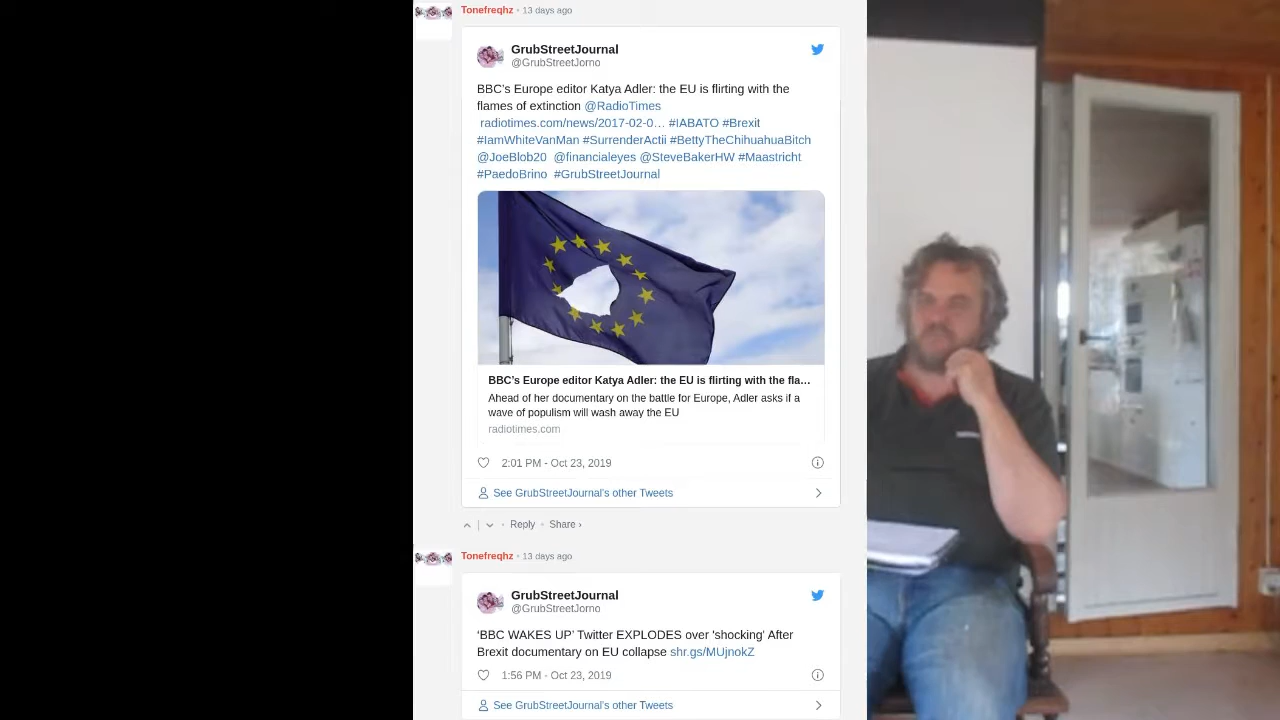 Tonefreqhz • 13 days ago
GrubStreetJournal
@GrubStreetJorno
BBC's Europe editor Katya Adler: the EU is flirting with the
flames of extinction @RadioTimes
radiotimes.com/news/2017-02-0… #IABATO #Brexit
#IamWhiteVanMan #SurrenderActii #BettyTheChihuahuaBitch
@JoeBlob20 @financialeyes @SteveBakerHW #Maastricht
#PaedoBrino #GrubStreetJournal
BBC's Europe editor Katya Adler: the EU is flirting with the fla…
Ahead of her documentary on the battle for Europe, Adler asks if a
wave of populism will wash away the EU
radiotimes.com
2:01 PM - Oct 23, 2019
See GrubStreetJournal's other Tweets
Reply • Share ›
Tonefreqhz • 13 days ago
GrubStreetJournal
@GrubStreetJorno
'BBC WAKES UP' Twitter EXPLODES over 'shocking' After
Brexit documentary on EU collapse shr.gs/MUjnokZ
1:56 PM - Oct 23, 2019
See GrubStreetJournal's other Tweets